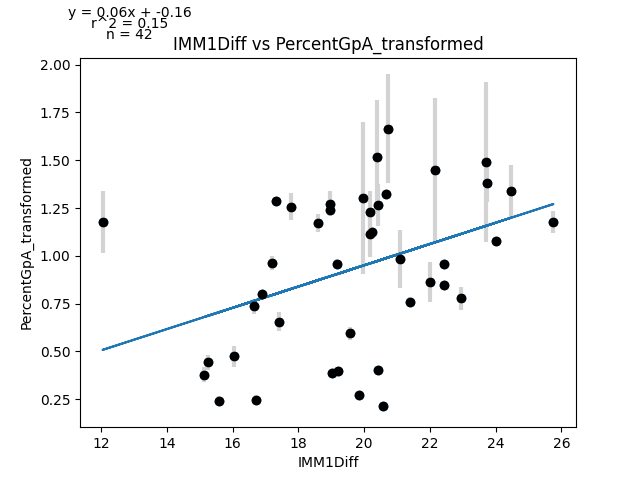 y = 0.06x + -0.16
r^2 = 0.15
n = 42
IMM1Diff vs PercentGpA_transformed
2.00
1.75
1.50
1.25
1.00
0.75
0.50
0.25
PercentGpA_transformed
12 14 16 18 20 22 24 26
IMM1Diff